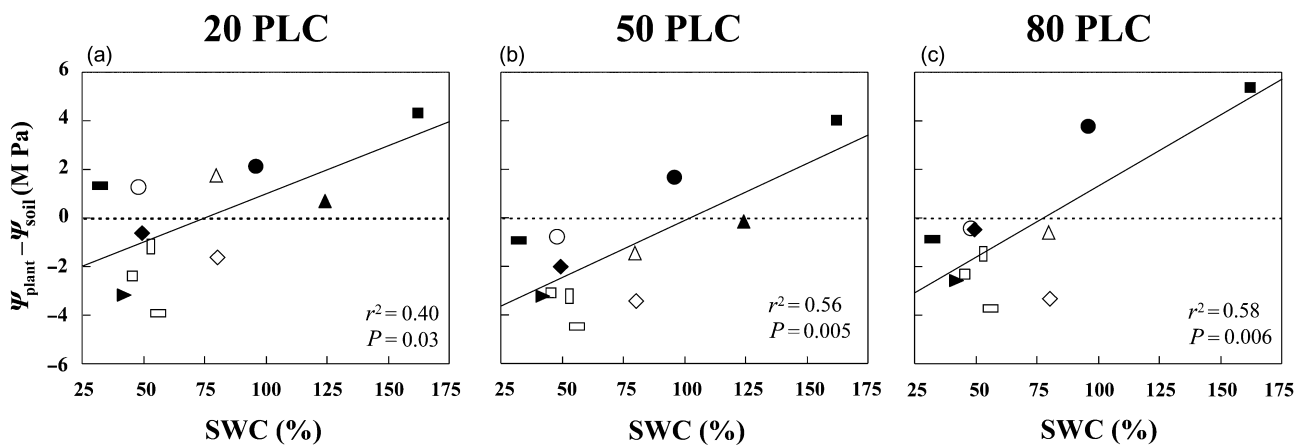 20 PLC
50 PLC
80 PLC
(a)
(b)
(c)
Ψplant – Ψsoil (M Pa)
6
4
2
0
−2
−4
−6
r² = 0.40
P = 0.03
r² = 0.56
P = 0.005
r² = 0.58
P = 0.006
25 50 75 100 125 150 175
25 50 75 100 125 150 175
25 50 75 100 125 150 175
SWC (%)
SWC (%)
SWC (%)